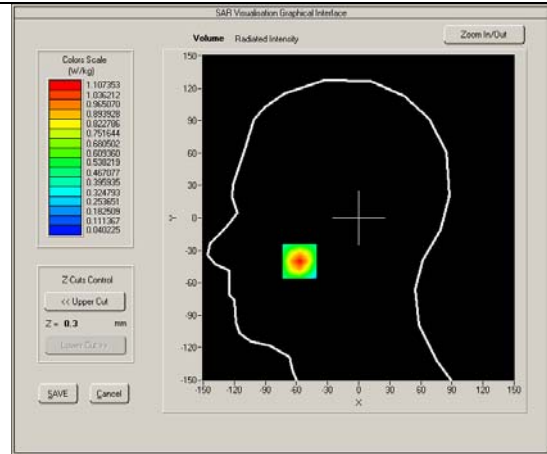 SAR Visualisation Graphical Interface
Volume Radiated Intensity
Zoom In/Out
Colors Scale
(W/kg)
1.107353
1.036212
0.965070
0.893928
0.822786
0.751644
0.680502
0.609360
0.538219
0.467077
0.395935
0.324793
0.253651
0.182509
0.111367
0.040225
Z Cuts Control
<< Upper Cut
Z = 0.3 mm
Lower Cut >>
SAVE Cancel
150
120
90
60
30
0
-30
-60
-90
-120
-150
Y
-150 -120 -90 -60 -30 0 30 60 90 120 150
X